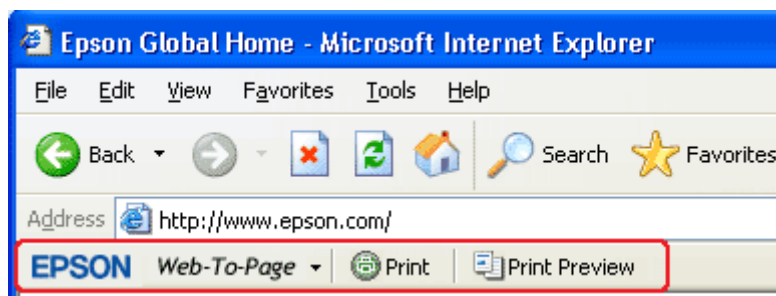 Epson Global Home - Microsoft Internet Explorer
File Edit View Favorites Tools Help
Back Search Favorites
Address http://www.epson.com/
EPSON Web-To-Page Print Print Preview